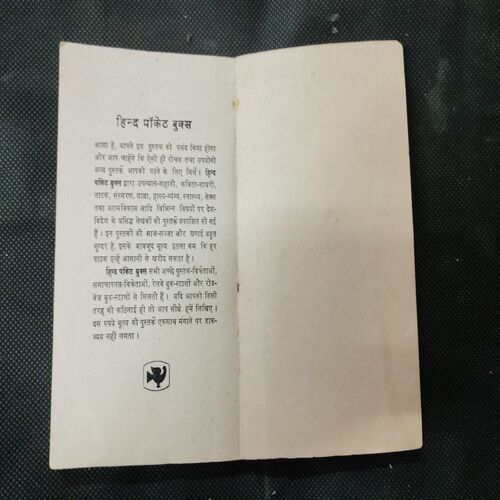 हिन्द पॉकेट बुक्स
आशा है, आपने इस पुस्तक को पसंद किया होगा
और आप चाहेंगे कि ऐसी ही रोचक तथा उपयोगी
अन्य पुस्तकें आपको पढ़ने के लिए मिलें। हिन्द
पॉकेट बुक्स द्वारा उपन्यास-कहानी, कविता-शायरी,
नाटक, संस्मरण, यात्रा, हास्य-व्यंग्य, स्वास्थ्य, सेक्स
तथा आत्मविकास आदि विभिन्न विषयों पर देश-
विदेश के प्रसिद्ध लेखकों की पुस्तकें प्रकाशित की गई
हैं। इन पुस्तकों की साज-सज्जा और छपाई बहुत
सुन्दर है, इसके बावजूद मूल्य इतना कम कि हर
पाठक इन्हें आसानी से खरीद सकता है।
हिन्द पॉकेट बुक्स सभी अच्छे पुस्तक-विक्रेताओं,
समाचारपत्र-विक्रेताओं, रेलवे बुक-स्टालों और रोड-
वेज़ बुक-स्टालों से मिलती हैं। यदि आपको किसी
तरह की कठिनाई हो तो आप सीधे हमें लिखिए।
दस रुपये मूल्य की पुस्तकें एकसाथ मंगाने पर डाक-
व्यय नहीं लगता।